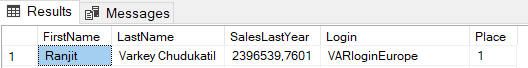 Results Messages
FirstName LastName SalesLastYear Login Place
1 Ranjit Varkey Chudukatil 2396539,7601 VARloginEurope 1